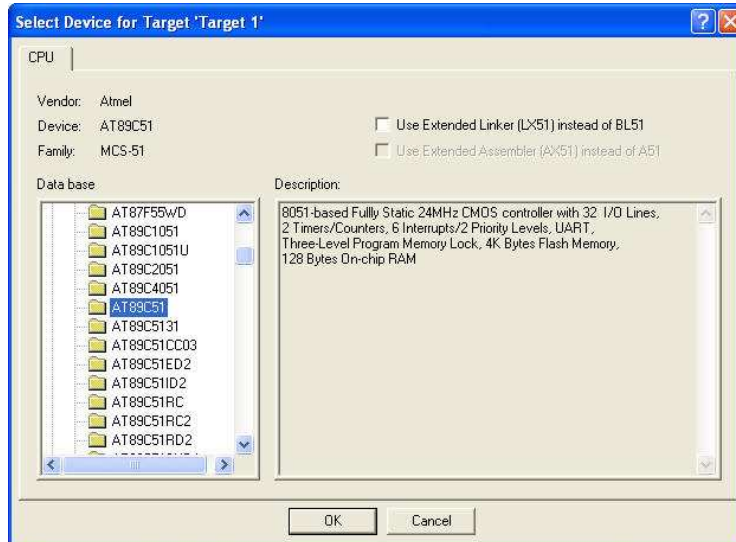 Select Device for Target 'Target 1'
CPU
Vendor: Atmel
Device: AT89C51
Family: MCS-51
Use Extended Linker (LX51) instead of BL51
Use Extended Assembler (AX51) instead of A51
Data base
Description:
AT87F55WD
AT89C1051
AT89C1051U
AT89C2051
AT89C4051
AT89C51
AT89C5131
AT89C51CC03
AT89C51ED2
AT89C51ID2
AT89C51RC
AT89C51RC2
AT89C51RD2
8051-based Fullly Static 24MHz CMOS controller with 32 I/O Lines,
2 Timers/Counters, 6 Interrupts/2 Priority Levels, UART,
Three-Level Program Memory Lock, 4K Bytes Flash Memory,
128 Bytes On-chip RAM
OK
Cancel